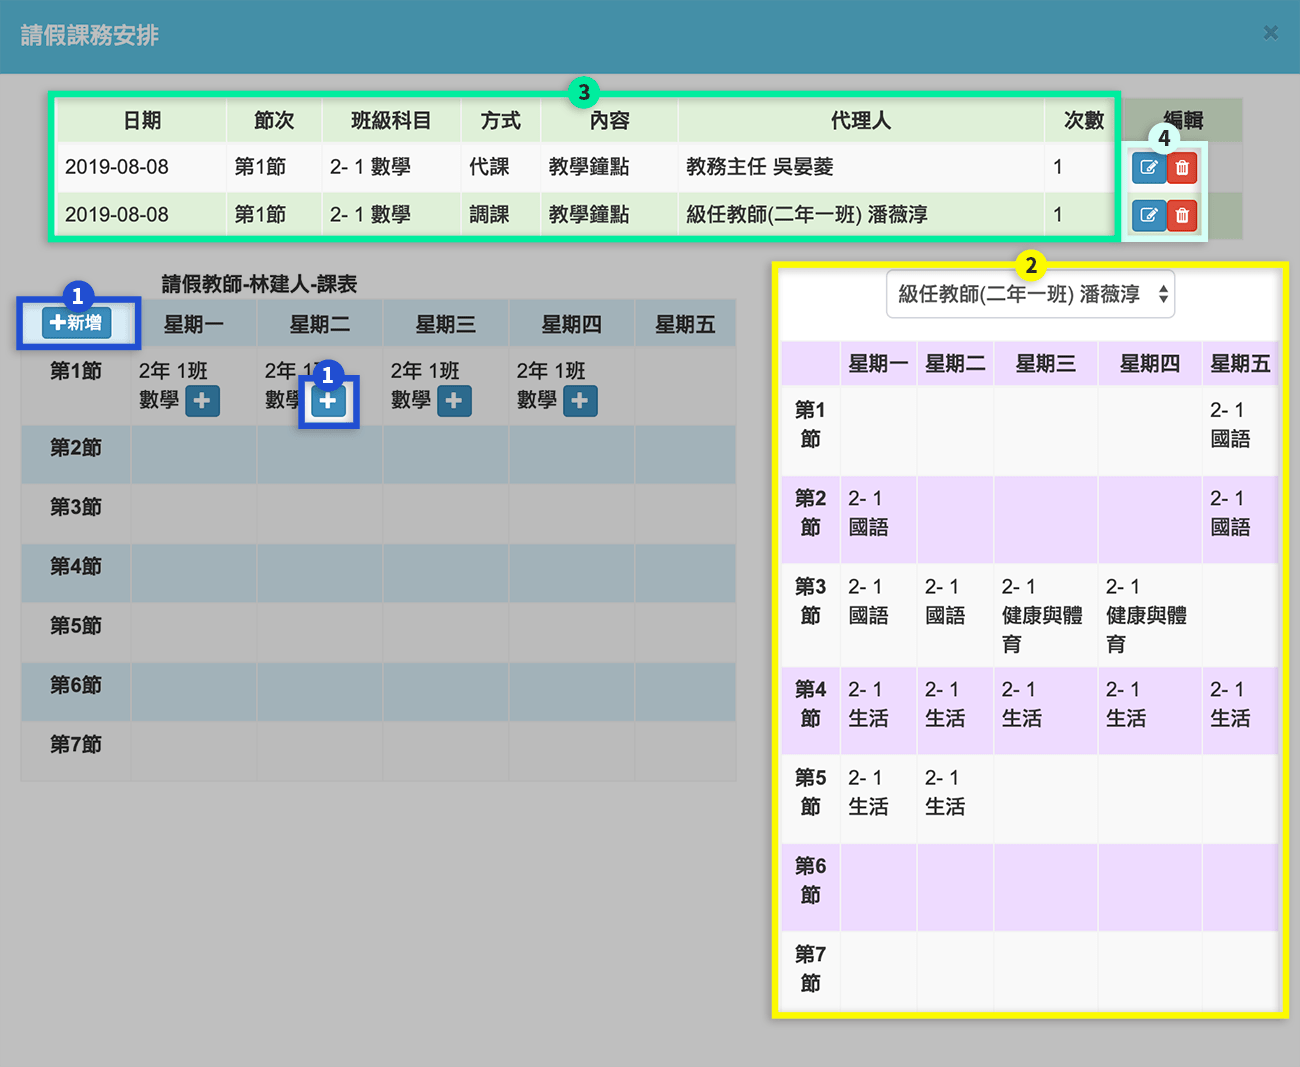 請假課務安排
×
3
日期 節次 班級科目 方式 內容 代理人 次數 編輯
4
2019-08-08 第1節 2- 1 數學 代課 教學鐘點 教務主任 吳晏菱 1
2019-08-08 第1節 2- 1 數學 調課 教學鐘點 級任教師(二年一班) 潘薇淳 1
請假教師-林建人-課表
1
+新增 星期一 星期二 星期三 星期四 星期五
第1節 2年 1班 2年 1 2年 1班 2年 1班
1
數學 + 數學 + 數學 + 數學 +
第2節
第3節
第4節
第5節
第6節
第7節
2
級任教師(二年一班) 潘薇淳
星期一 星期二 星期三 星期四 星期五
第1 2- 1
節 國語
第2 2- 1 2- 1
節 國語 國語
第3 2- 1 2- 1 2- 1 2- 1
節 國語 國語 健康與體 健康與體
育 育
第4 2- 1 2- 1 2- 1 2- 1 2- 1
節 生活 生活 生活 生活 生活
第5 2- 1 2- 1
節 生活 生活
第6
節
第7
節